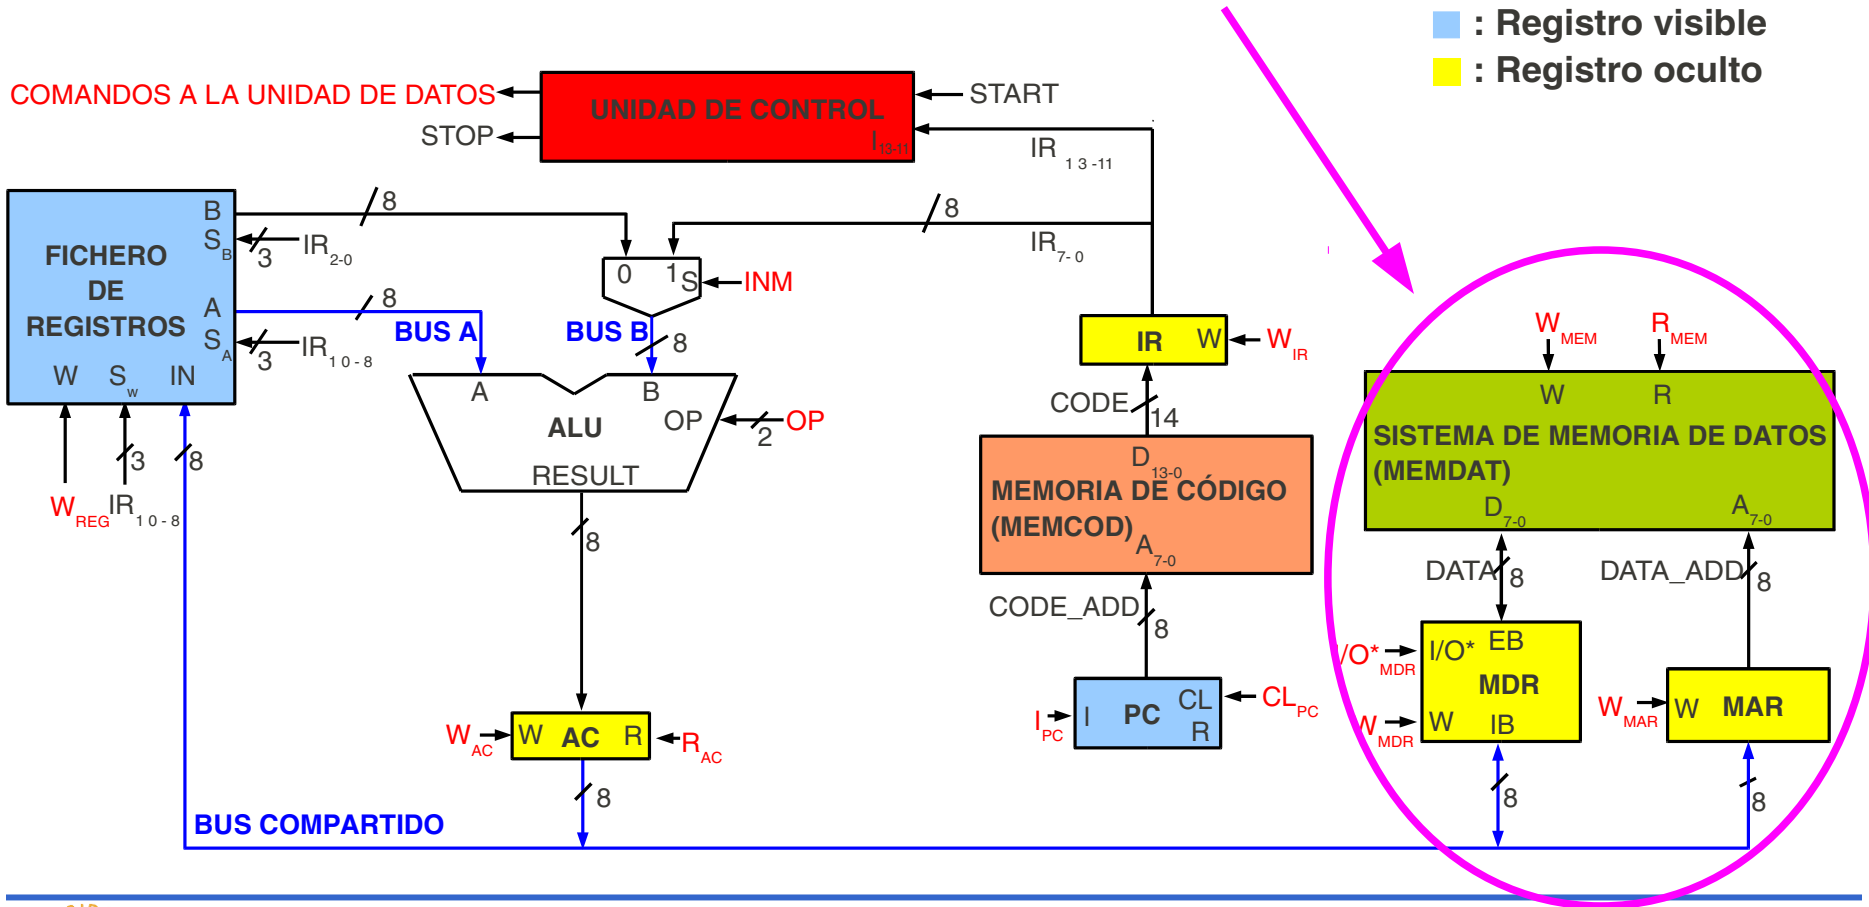 : Registro visible
: Registro oculto
COMANDOS A LA UNIDAD DE DATOS
STOP
UNIDAD DE CONTROL
I13-11
START
IR 13-11
FICHERO
DE
REGISTROS
B
SB
A
SA
W
Sw
IN
8
3
IR2-0
8
3
IR10-8
BUS A
WREG
3
IR10-8
8
8
IR7-0
0
1
S
INM
BUS B
8
A
B
ALU
OP
2
OP
RESULT
8
WAC
W AC R
RAC
8
BUS COMPARTIDO
IR W
WIR
CODE
14
D13-0
MEMORIA DE CÓDIGO
(MEMCOD)
A7-0
CODE_ADD
8
IPC
I PC CL
R
CLPC
WMEM
RMEM
W
R
SISTEMA DE MEMORIA DE DATOS
(MEMDAT)
D7-0
A7-0
DATA
8
DATA_ADD
8
/O*MDR
I/O* EB
MDR
WMDR
W IB
8
WMAR
W MAR
8